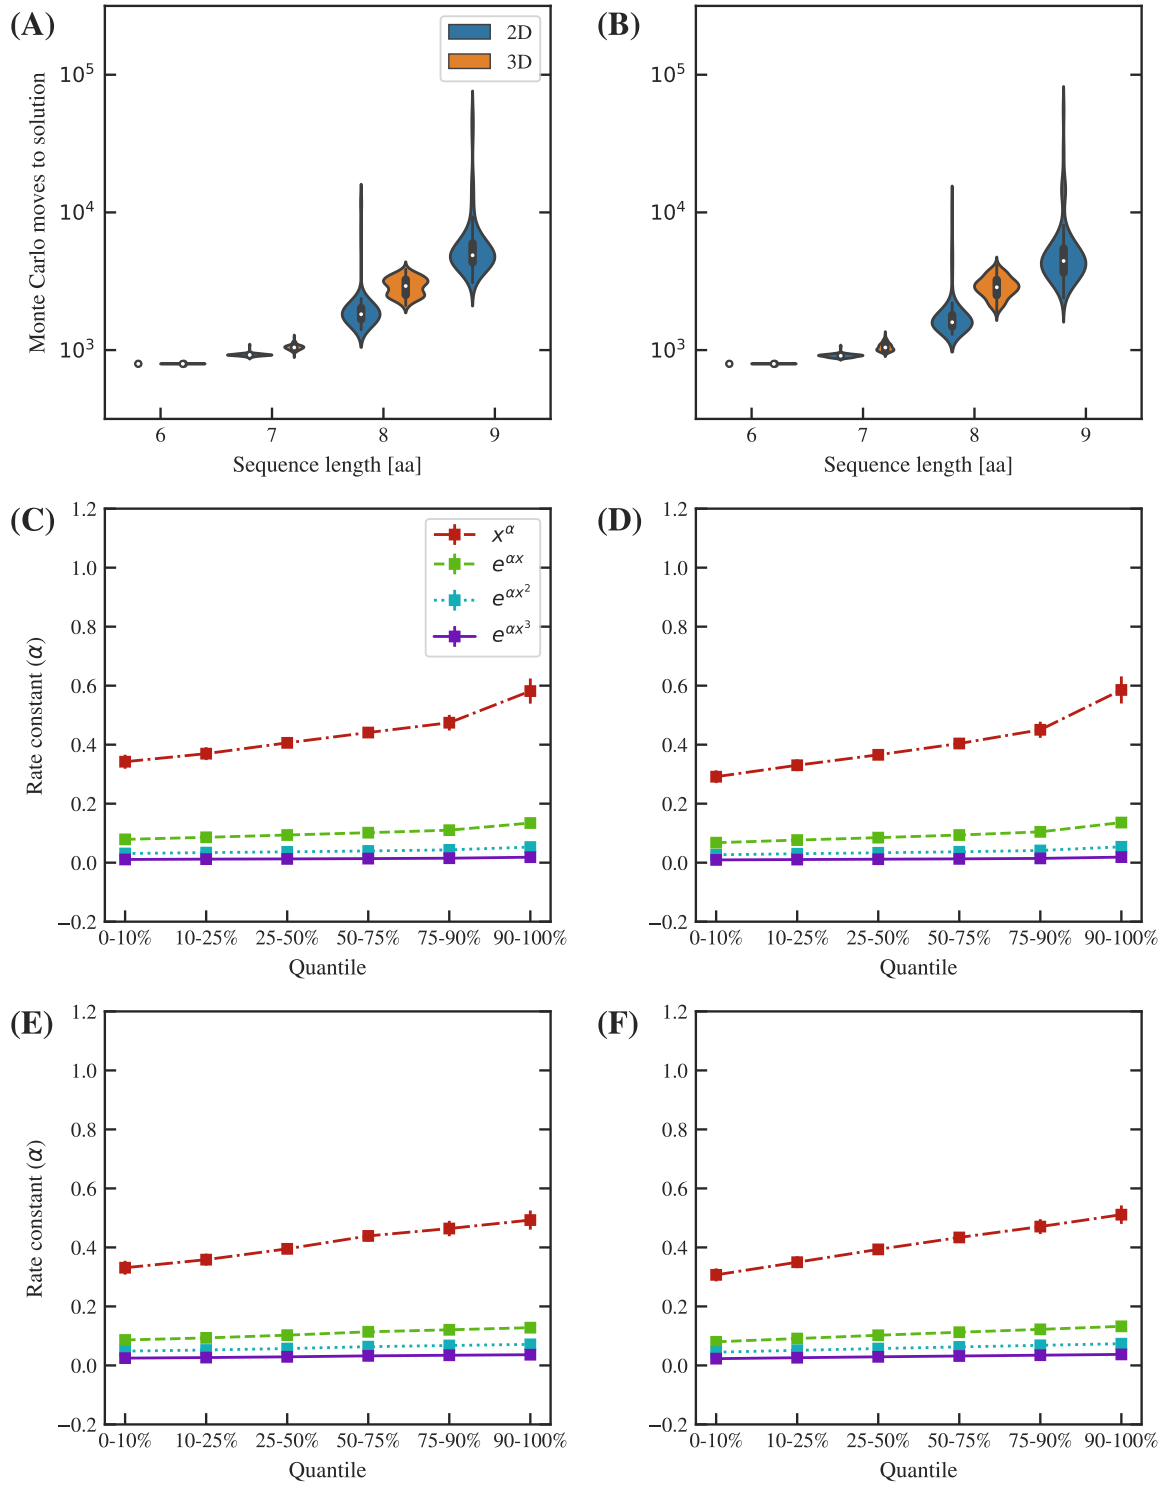 (A)
Monte Carlo moves to solution
10^5
10^4
10^3
2D
3D
6 7 8 9
Sequence length [aa]
(B)
10^5
10^4
10^3
6 7 8 9
Sequence length [aa]
(C)
Rate constant (α)
1.2
1.0
0.8
0.6
0.4
0.2
0.0
−0.2
x^α
e^{αx}
e^{αx^2}
e^{αx^3}
0-10% 10-25% 25-50% 50-75% 75-90% 90-100%
Quantile
(D)
1.2
1.0
0.8
0.6
0.4
0.2
0.0
−0.2
0-10% 10-25% 25-50% 50-75% 75-90% 90-100%
Quantile
(E)
Rate constant (α)
1.2
1.0
0.8
0.6
0.4
0.2
0.0
−0.2
0-10% 10-25% 25-50% 50-75% 75-90% 90-100%
Quantile
(F)
1.2
1.0
0.8
0.6
0.4
0.2
0.0
−0.2
0-10% 10-25% 25-50% 50-75% 75-90% 90-100%
Quantile